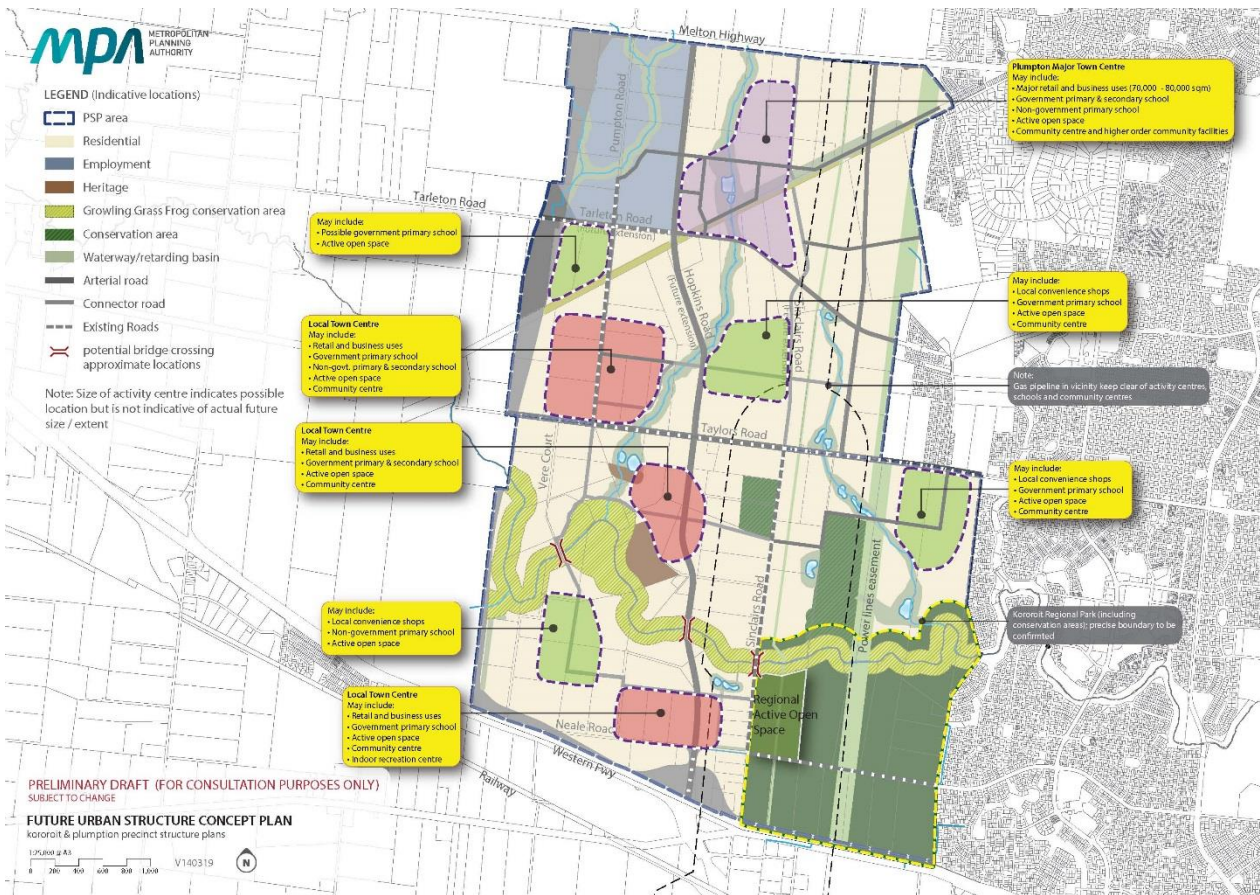 mpa
METROPOLITAN
PLANNING
AUTHORITY
LEGEND (Indicative locations)
PSP area
Residential
Employment
Heritage
Growling Grass Frog conservation area
Conservation area
Waterway/retarding basin
Arterial road
Connector road
Existing Roads
potential bridge crossing
approximate locations
Note: Size of activity centre indicates possible
location but is not indicative of actual future
size / extent
Melton Highway
Pumpton Road
Tarleton Road
Tarleton Road
Hopkins Road
(Future extension)
Sinclairs Road
Taylors Road
Vere Court
Sinclairs Road
Power lines easement
Regional
Active Open
Space
Neale Road
Western Fwy
Railway
Plumpton Major Town Centre
May include:
• Major retail and business uses (70,000 - 80,000 sqm)
• Government primary & secondary school
• Non-government primary school
• Active open space
• Community centre and higher order community facilities
May include:
• Possible government primary school
• Active open space
May include:
• Local convenience shops
• Government primary school
• Active open space
• Community centre
Local Town Centre
May include:
• Retail and business uses
• Government primary school
• Non-govt. primary & secondary school
• Active open space
• Community centre
Note:
Gas pipeline in vicinity keep clear of activity centres,
schools and community centres
Local Town Centre
May include:
• Retail and business uses
• Government primary & secondary school
• Active open space
• Community centre
May include:
• Local convenience shops
• Government primary school
• Active open space
• Community centre
May include:
• Local convenience shops
• Non-government primary school
• Active open space
Kororoit Regional Park (including
conservation areas); precise boundary to be
confirmted
Local Town Centre
May include:
• Retail and business uses
• Government primary school
• Active open space
• Community centre
• Indoor recreation centre
PRELIMINARY DRAFT (FOR CONSULTATION PURPOSES ONLY)
SUBJECT TO CHANGE
FUTURE URBAN STRUCTURE CONCEPT PLAN
kororoit & plumption precinct structure plans
1:25,000 @ A3
0 200 400 600 800 1,000
V140319
N